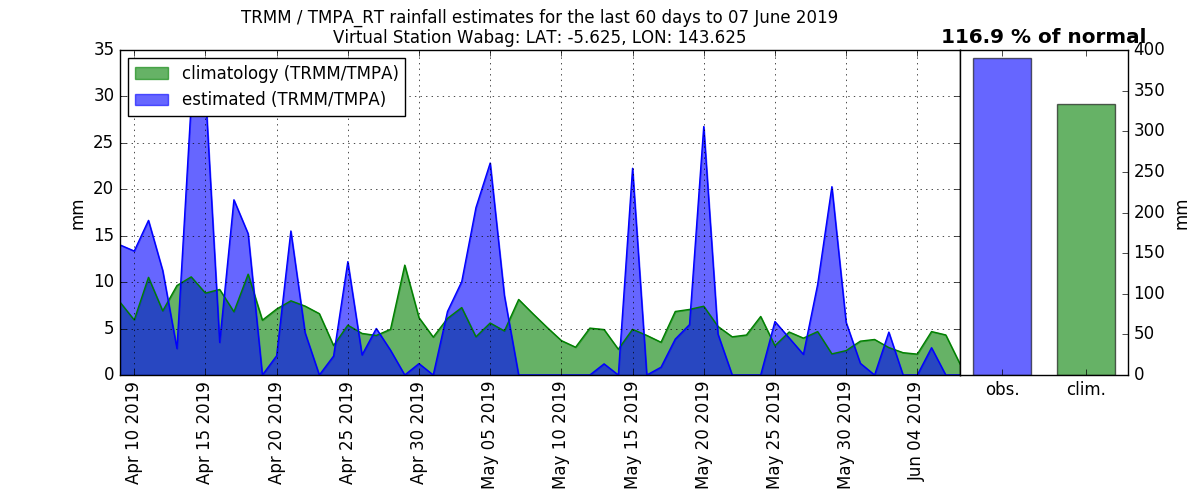 TRMM / TMPA_RT rainfall estimates for the last 60 days to 07 June 2019
Virtual Station Wabag: LAT: -5.625, LON: 143.625
116.9 % of normal
climatology (TRMM/TMPA)
estimated (TRMM/TMPA)
35
30
25
20
15
10
5
0
mm
Apr 10 2019
Apr 15 2019
Apr 20 2019
Apr 25 2019
Apr 30 2019
May 05 2019
May 10 2019
May 15 2019
May 20 2019
May 25 2019
May 30 2019
Jun 04 2019
obs.
clim.
400
350
300
250
200
150
100
50
0
mm